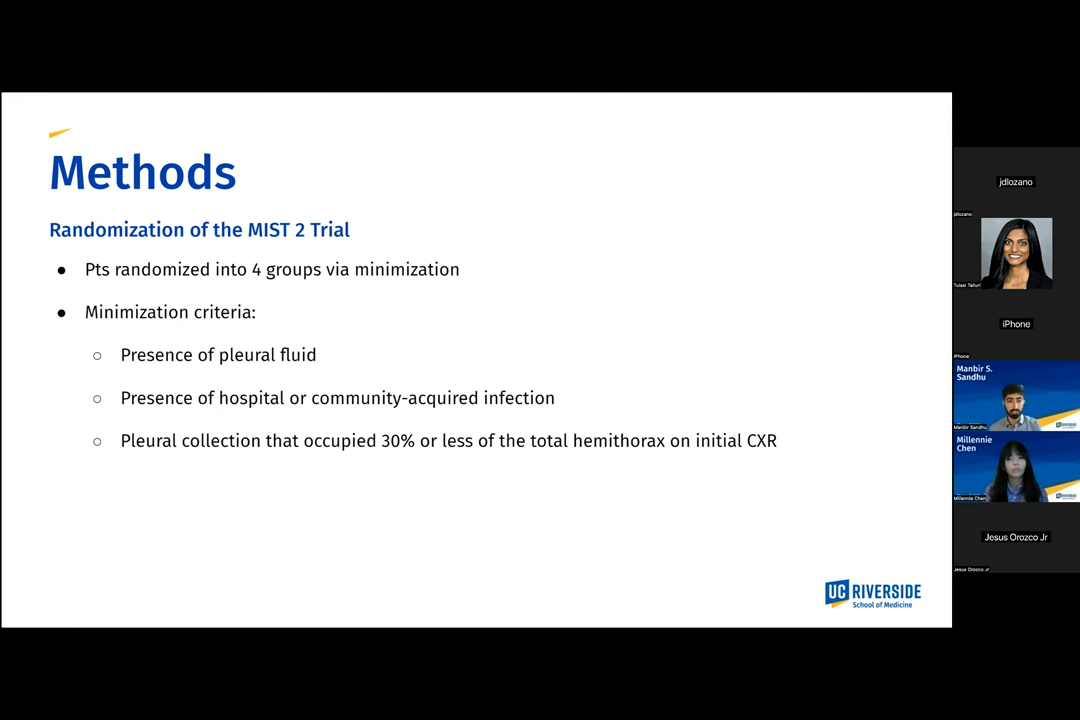 Methods
Randomization of the MIST 2 Trial
● Pts randomized into 4 groups via minimization
● Minimization criteria:
○ Presence of pleural fluid
○ Presence of hospital or community-acquired infection
○ Pleural collection that occupied 30% or less of the total hemithorax on initial CXR
UC RIVERSIDE
School of Medicine
jdlozano
jdlozano
Tulasi Talluri
iPhone
iPhone
Manbir S.
Sandhu
Manbir Sandhu
Millennie
Chen
Millennie Chen
Jesus Orozco Jr
Jesus Orozco Jr